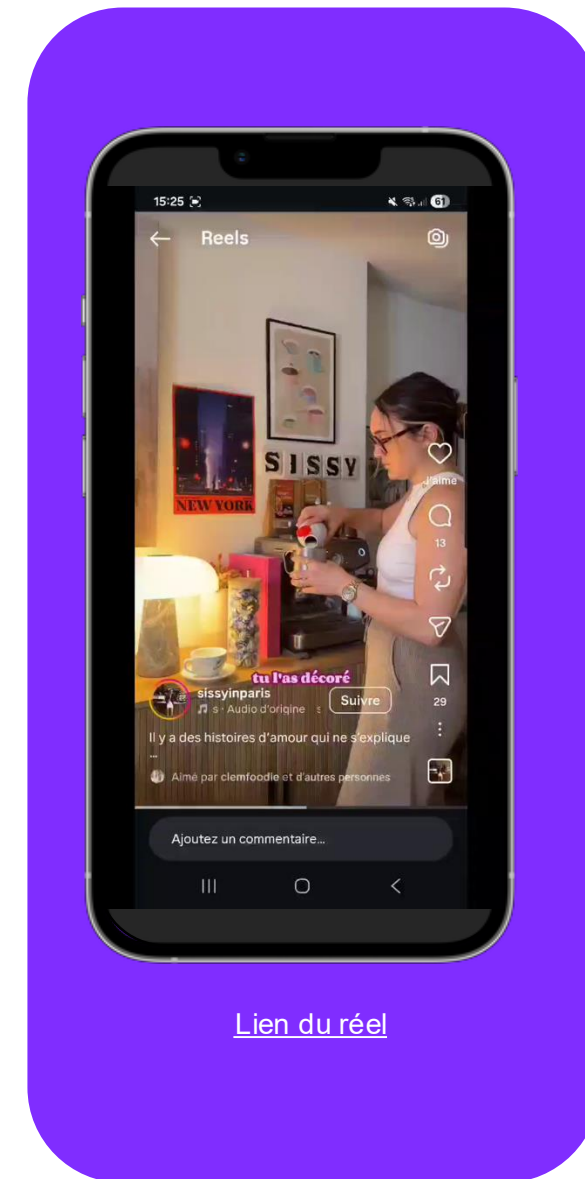 15:25
61
Reels
SISSY
NEW YORK
J'aime
13
tu l'as décoré
sissyinparis
s · Audio d'origine s
Suivre
29
Il y a des histoires d'amour qui ne s'explique
...
Aimé par clemfoodie et d'autres personnes
Ajoutez un commentaire...
Lien du réel